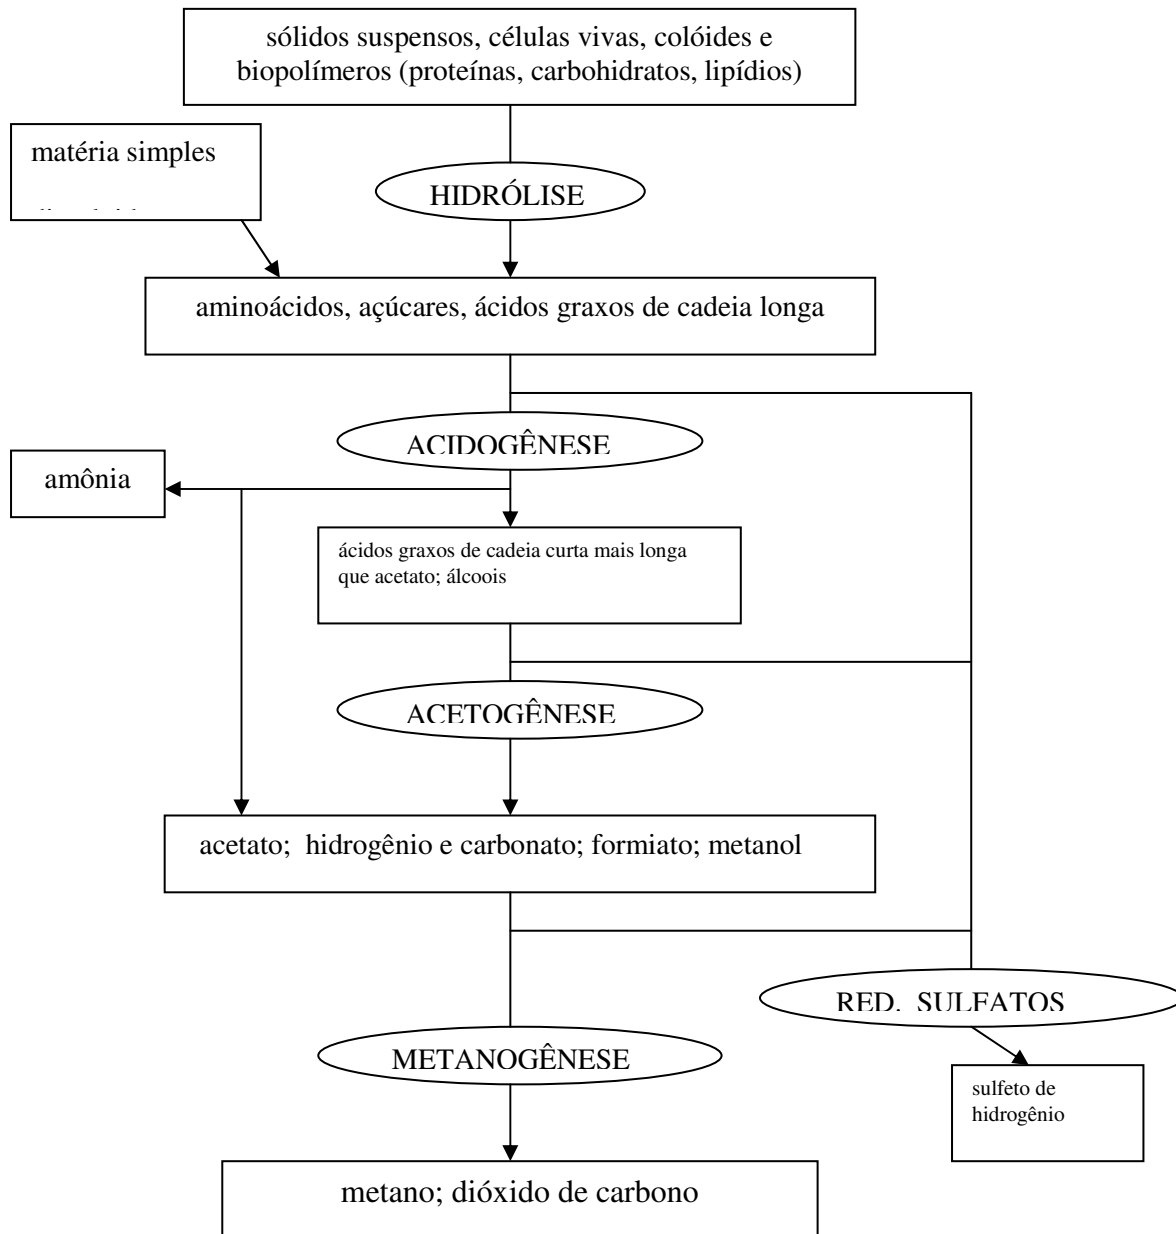 sólidos suspensos, células vivas, colóides e
biopolímeros (proteínas, carbohidratos, lipídios)
matéria simples
HIDRÓLISE
aminoácidos, açúcares, ácidos graxos de cadeia longa
ACIDOGÊNESE
amônia
ácidos graxos de cadeia curta mais longa
que acetato; álcoois
ACETOGÊNESE
acetato; hidrogênio e carbonato; formiato; metanol
RED. SULFATOS
METANOGÊNESE
sulfeto de
hidrogênio
metano; dióxido de carbono